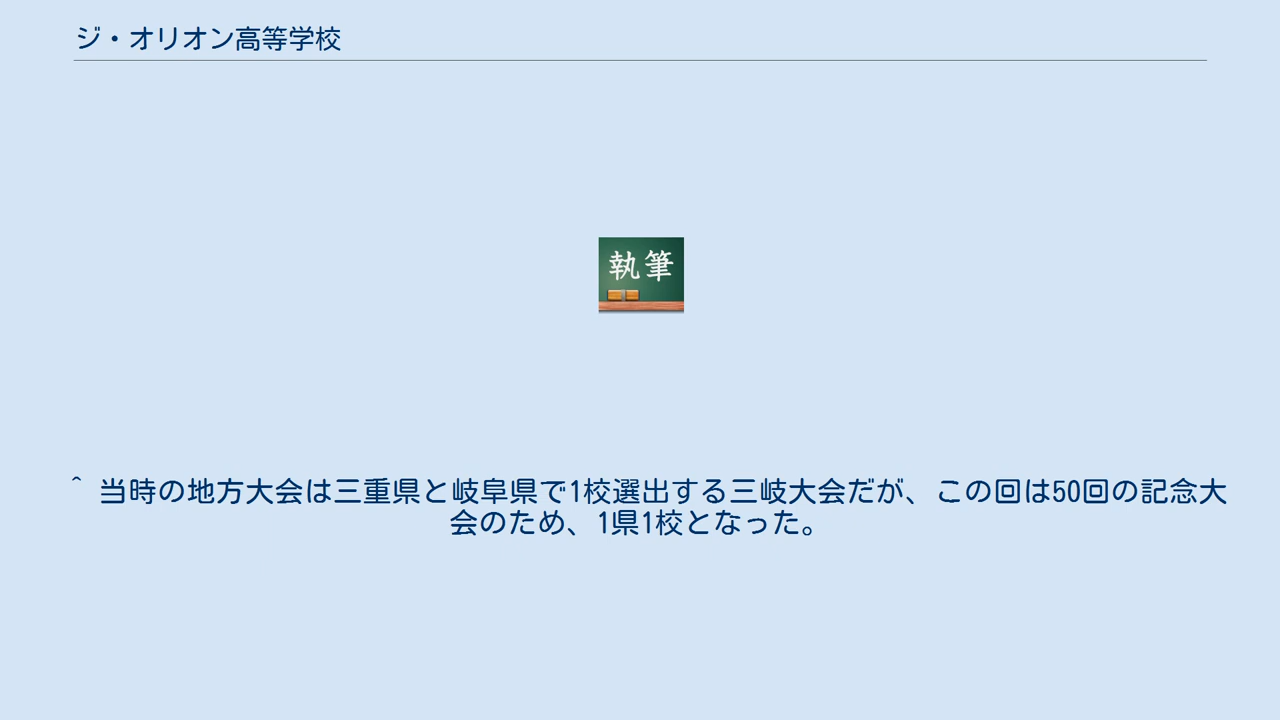 ジ・オリオン高等学校
執筆
^ 当時の地方大会は三重県と岐阜県で1校選出する三岐大会だが、この回は50回の記念大
会のため、1県1校となった。